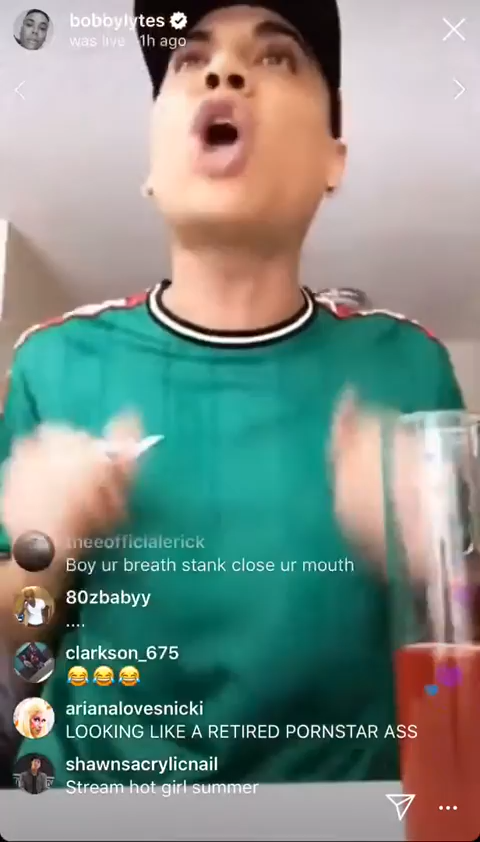 bobbylytes
was live · 1h ago
theeofficialerick
Boy ur breath stank close ur mouth
80zbabyy
....
clarkson_675
😂😂😂
arianalovesnicki
LOOKING LIKE A RETIRED PORNSTAR ASS
shawnsacrylicnail
Stream hot girl summer